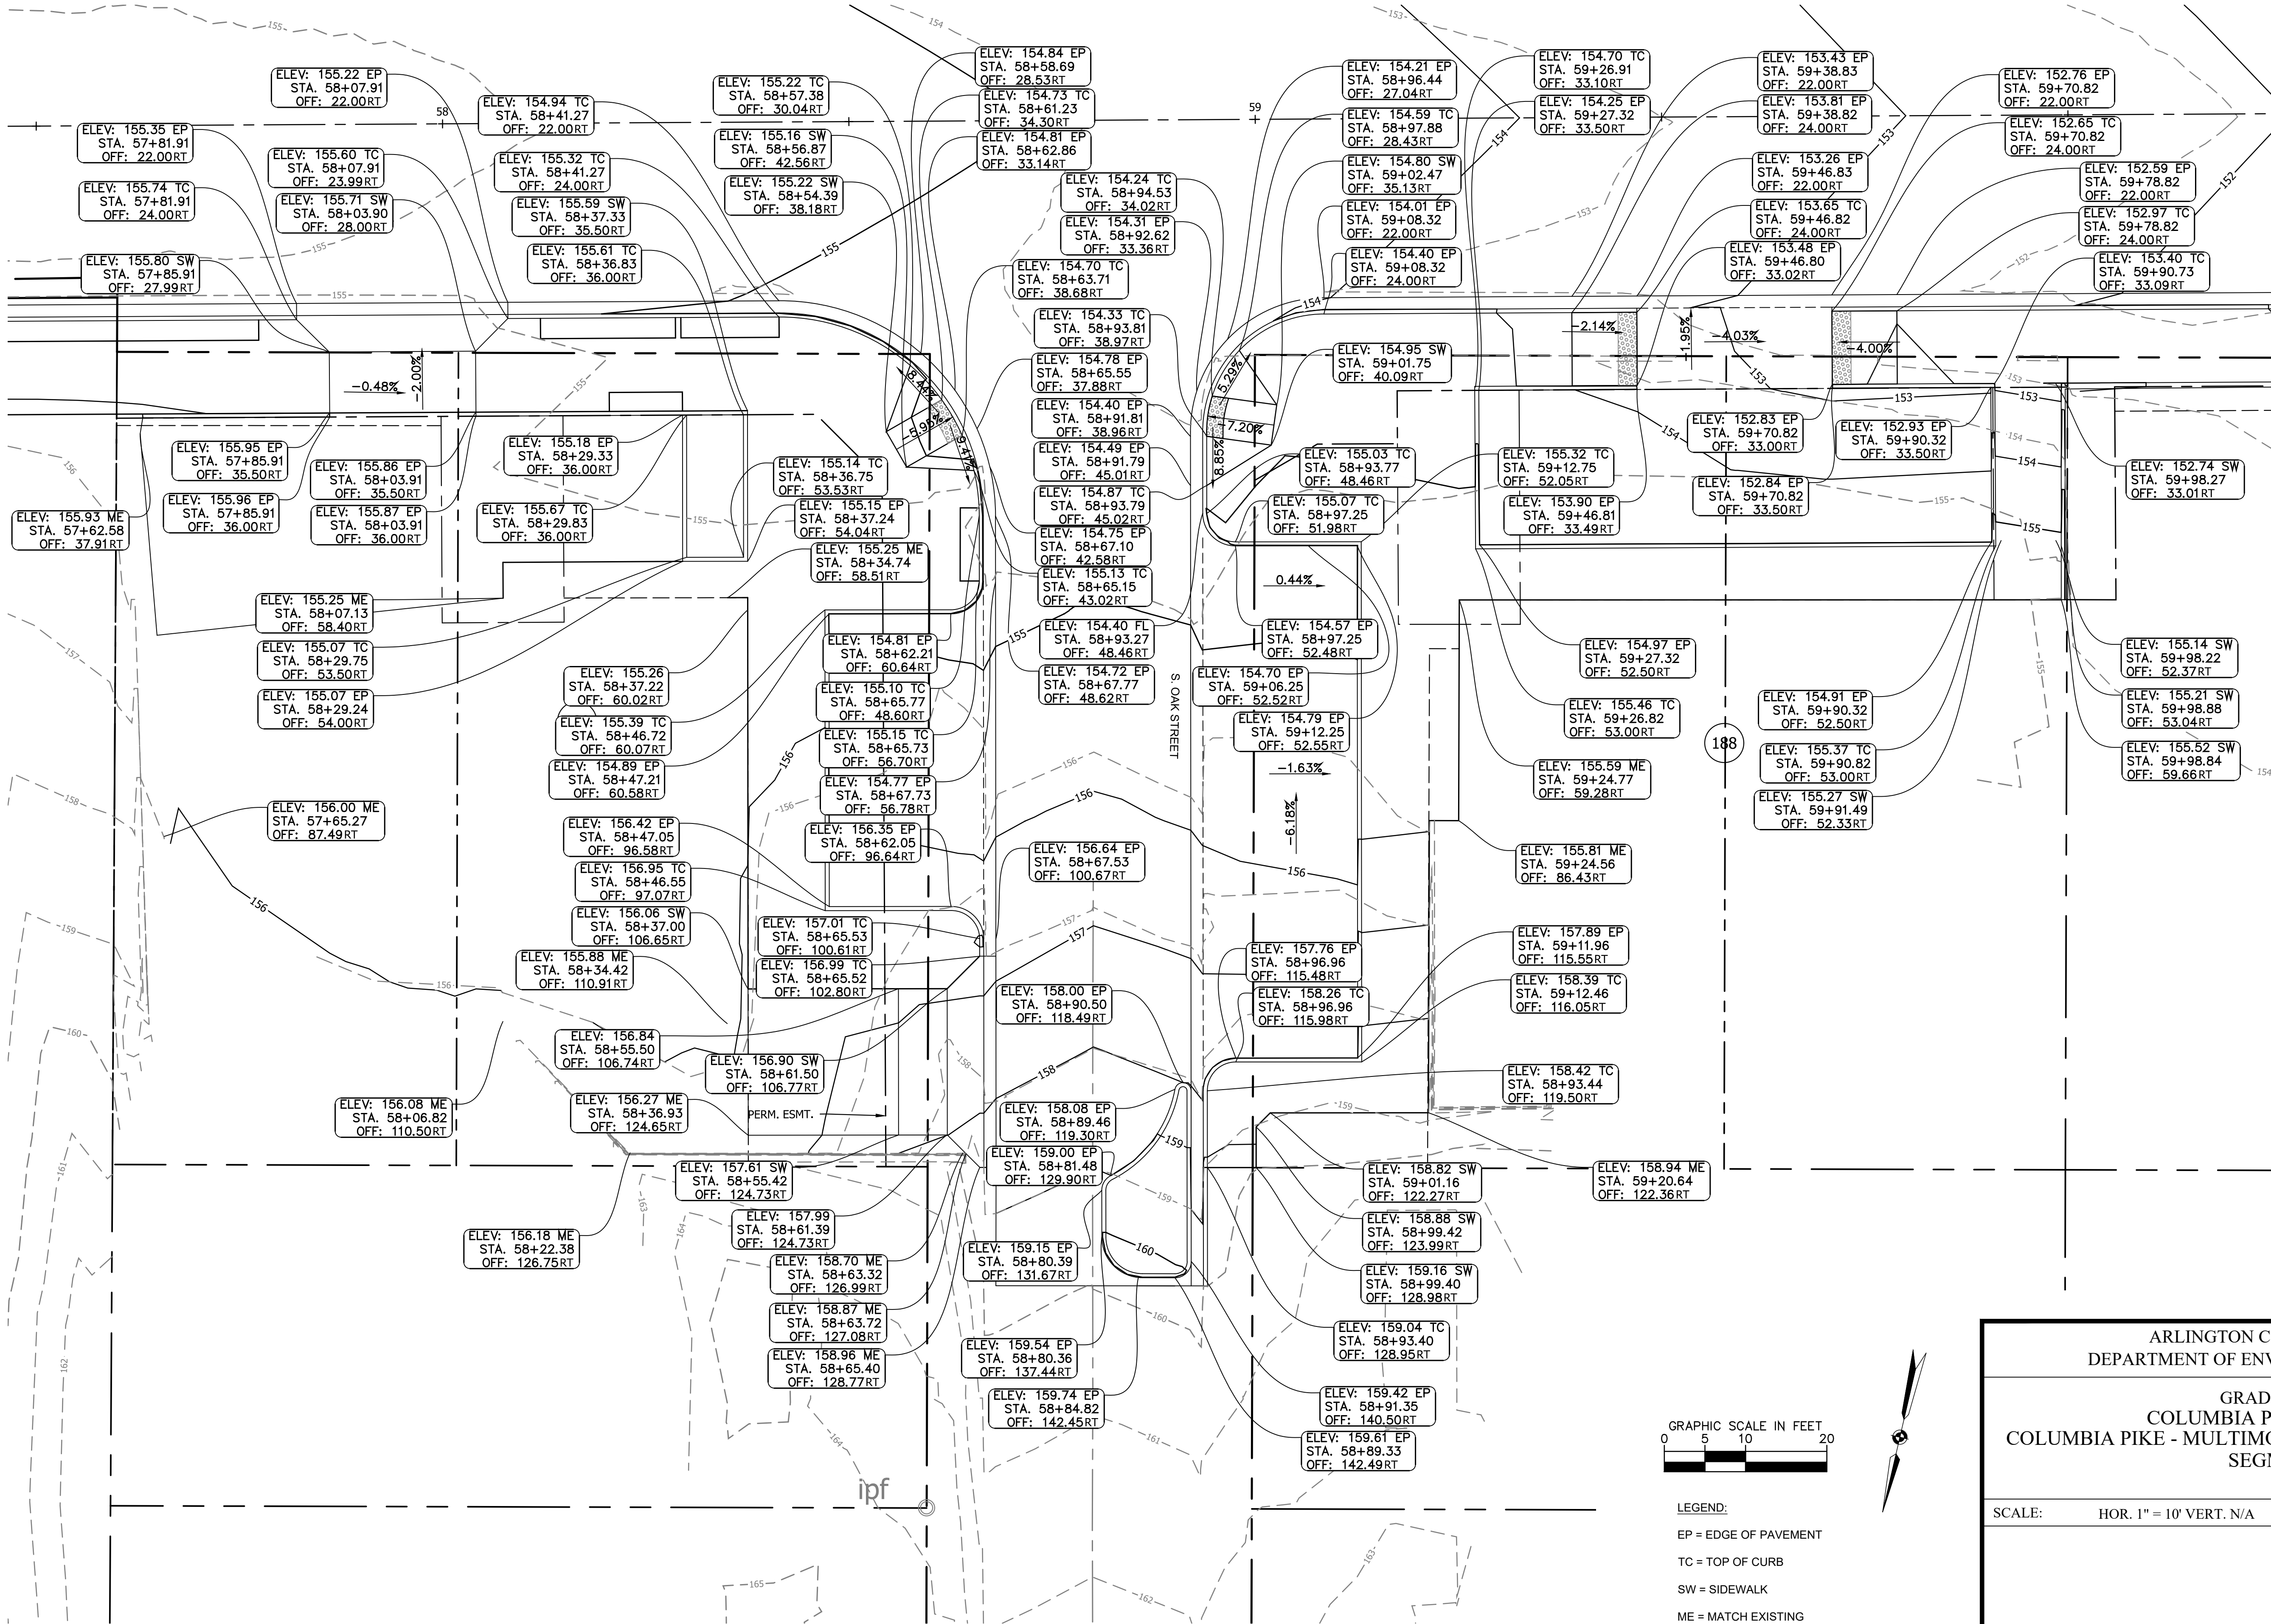 155
154
153
58
59
ELEV: 155.22 EP
STA. 58+07.91
OFF: 22.00RT
ELEV: 154.94 TC
STA. 58+41.27
OFF: 22.00RT
ELEV: 155.22 TC
STA. 58+57.38
OFF: 30.04RT
ELEV: 154.84 EP
STA. 58+58.69
OFF: 28.53RT
ELEV: 154.73 TC
STA. 58+61.23
OFF: 34.30RT
ELEV: 154.81 EP
STA. 58+62.86
OFF: 33.14RT
ELEV: 154.21 EP
STA. 58+96.44
OFF: 27.04RT
ELEV: 154.59 TC
STA. 58+97.88
OFF: 28.43RT
ELEV: 154.80 SW
STA. 59+02.47
OFF: 35.13RT
ELEV: 154.01 EP
STA. 59+08.32
OFF: 22.00RT
ELEV: 154.40 EP
STA. 59+08.32
OFF: 24.00RT
ELEV: 154.70 TC
STA. 59+26.91
OFF: 33.10RT
ELEV: 154.25 EP
STA. 59+27.32
OFF: 33.50RT
ELEV: 153.43 EP
STA. 59+38.83
OFF: 22.00RT
ELEV: 153.81 EP
STA. 59+38.82
OFF: 24.00RT
ELEV: 153.26 EP
STA. 59+46.83
OFF: 22.00RT
ELEV: 153.65 TC
STA. 59+46.82
OFF: 24.00RT
ELEV: 153.48 EP
STA. 59+46.80
OFF: 33.02RT
ELEV: 152.76 EP
STA. 59+70.82
OFF: 22.00RT
ELEV: 152.65 TC
STA. 59+70.82
OFF: 24.00RT
ELEV: 152.59 EP
STA. 59+78.82
OFF: 22.00RT
ELEV: 152.97 TC
STA. 59+78.82
OFF: 24.00RT
ELEV: 153.40 TC
STA. 59+90.73
OFF: 33.09RT
ELEV: 155.35 EP
STA. 57+81.91
OFF: 22.00RT
ELEV: 155.74 TC
STA. 57+81.91
OFF: 24.00RT
ELEV: 155.80 SW
STA. 57+85.91
OFF: 27.99RT
ELEV: 155.60 TC
STA. 58+07.91
OFF: 23.99RT
ELEV: 155.71 SW
STA. 58+03.90
OFF: 28.00RT
ELEV: 155.32 TC
STA. 58+41.27
OFF: 24.00RT
ELEV: 155.59 SW
STA. 58+37.33
OFF: 35.50RT
ELEV: 155.61 TC
STA. 58+36.83
OFF: 36.00RT
ELEV: 155.16 SW
STA. 58+56.87
OFF: 42.56RT
ELEV: 155.22 SW
STA. 58+54.39
OFF: 38.18RT
ELEV: 154.24 TC
STA. 58+94.53
OFF: 34.02RT
ELEV: 154.31 EP
STA. 58+92.62
OFF: 33.36RT
ELEV: 154.70 TC
STA. 58+63.71
OFF: 38.68RT
ELEV: 154.33 TC
STA. 58+93.81
OFF: 38.97RT
ELEV: 154.78 EP
STA. 58+65.55
OFF: 37.88RT
ELEV: 154.40 EP
STA. 58+91.81
OFF: 38.96RT
ELEV: 154.49 EP
STA. 58+91.79
OFF: 45.01RT
ELEV: 154.87 TC
STA. 58+93.79
OFF: 45.02RT
ELEV: 154.75 EP
STA. 58+67.10
OFF: 42.58RT
ELEV: 155.13 TC
STA. 58+65.15
OFF: 43.02RT
ELEV: 154.40 FL
STA. 58+93.27
OFF: 48.46RT
ELEV: 154.72 EP
STA. 58+67.77
OFF: 48.62RT
ELEV: 154.95 SW
STA. 59+01.75
OFF: 40.09RT
ELEV: 155.03 TC
STA. 58+93.77
OFF: 48.46RT
ELEV: 155.07 TC
STA. 58+97.25
OFF: 51.98RT
ELEV: 155.32 TC
STA. 59+12.75
OFF: 52.05RT
ELEV: 153.90 EP
STA. 59+46.81
OFF: 33.49RT
ELEV: 152.83 EP
STA. 59+70.82
OFF: 33.00RT
ELEV: 152.84 EP
STA. 59+70.82
OFF: 33.50RT
ELEV: 152.93 EP
STA. 59+90.32
OFF: 33.50RT
ELEV: 152.74 SW
STA. 59+98.27
OFF: 33.01RT
-0.48%
-2.00%
8.44%
-5.95%
9.41%
5.29%
-7.20%
8.85%
-2.14%
-1.95%
-4.03%
-4.00%
ELEV: 155.95 EP
STA. 57+85.91
OFF: 35.50RT
ELEV: 155.96 EP
STA. 57+85.91
OFF: 36.00RT
ELEV: 155.93 ME
STA. 57+62.58
OFF: 37.91RT
ELEV: 155.86 EP
STA. 58+03.91
OFF: 35.50RT
ELEV: 155.87 EP
STA. 58+03.91
OFF: 36.00RT
ELEV: 155.18 EP
STA. 58+29.33
OFF: 36.00RT
ELEV: 155.67 TC
STA. 58+29.83
OFF: 36.00RT
ELEV: 155.14 TC
STA. 58+36.75
OFF: 53.53RT
ELEV: 155.15 EP
STA. 58+37.24
OFF: 54.04RT
ELEV: 155.25 ME
STA. 58+34.74
OFF: 58.51RT
ELEV: 155.25 ME
STA. 58+07.13
OFF: 58.40RT
ELEV: 155.07 TC
STA. 58+29.75
OFF: 53.50RT
ELEV: 155.07 EP
STA. 58+29.24
OFF: 54.00RT
ELEV: 155.26
STA. 58+37.22
OFF: 60.02RT
ELEV: 155.39 TC
STA. 58+46.72
OFF: 60.07RT
ELEV: 154.89 EP
STA. 58+47.21
OFF: 60.58RT
ELEV: 154.81 EP
STA. 58+62.21
OFF: 60.64RT
ELEV: 155.10 TC
STA. 58+65.77
OFF: 48.60RT
ELEV: 155.15 TC
STA. 58+65.73
OFF: 56.70RT
ELEV: 154.77 EP
STA. 58+67.73
OFF: 56.78RT
ELEV: 156.35 EP
STA. 58+62.05
OFF: 96.64RT
0.44%
ELEV: 154.57 EP
STA. 58+97.25
OFF: 52.48RT
ELEV: 154.70 EP
STA. 59+06.25
OFF: 52.52RT
ELEV: 154.79 EP
STA. 59+12.25
OFF: 52.55RT
-1.63%
-6.18%
S. OAK STREET
ELEV: 154.97 EP
STA. 59+27.32
OFF: 52.50RT
ELEV: 155.46 TC
STA. 59+26.82
OFF: 53.00RT
ELEV: 155.59 ME
STA. 59+24.77
OFF: 59.28RT
188
ELEV: 154.91 EP
STA. 59+90.32
OFF: 52.50RT
ELEV: 155.37 TC
STA. 59+90.82
OFF: 53.00RT
ELEV: 155.27 SW
STA. 59+91.49
OFF: 52.33RT
ELEV: 155.14 SW
STA. 59+98.22
OFF: 52.37RT
ELEV: 155.21 SW
STA. 59+98.88
OFF: 53.04RT
ELEV: 155.52 SW
STA. 59+98.84
OFF: 59.66RT
ELEV: 156.00 ME
STA. 57+65.27
OFF: 87.49RT
ELEV: 156.42 EP
STA. 58+47.05
OFF: 96.58RT
ELEV: 156.95 TC
STA. 58+46.55
OFF: 97.07RT
ELEV: 156.06 SW
STA. 58+37.00
OFF: 106.65RT
ELEV: 155.88 ME
STA. 58+34.42
OFF: 110.91RT
ELEV: 157.01 TC
STA. 58+65.53
OFF: 100.61RT
ELEV: 156.99 TC
STA. 58+65.52
OFF: 102.80RT
ELEV: 156.64 EP
STA. 58+67.53
OFF: 100.67RT
ELEV: 155.81 ME
STA. 59+24.56
OFF: 86.43RT
ELEV: 157.76 EP
STA. 58+96.96
OFF: 115.48RT
ELEV: 158.26 TC
STA. 58+96.96
OFF: 115.98RT
ELEV: 157.89 EP
STA. 59+11.96
OFF: 115.55RT
ELEV: 158.39 TC
STA. 59+12.46
OFF: 116.05RT
ELEV: 158.00 EP
STA. 58+90.50
OFF: 118.49RT
ELEV: 156.84
STA. 58+55.50
OFF: 106.74RT
ELEV: 156.90 SW
STA. 58+61.50
OFF: 106.77RT
ELEV: 156.08 ME
STA. 58+06.82
OFF: 110.50RT
ELEV: 156.27 ME
STA. 58+36.93
OFF: 124.65RT
PERM. ESMT.
ELEV: 158.42 TC
STA. 58+93.44
OFF: 119.50RT
ELEV: 158.08 EP
STA. 58+89.46
OFF: 119.30RT
ELEV: 159.00 EP
STA. 58+81.48
OFF: 129.90RT
ELEV: 157.61 SW
STA. 58+55.42
OFF: 124.73RT
ELEV: 157.99
STA. 58+61.39
OFF: 124.73RT
ELEV: 156.18 ME
STA. 58+22.38
OFF: 126.75RT
ELEV: 158.70 ME
STA. 58+63.32
OFF: 126.99RT
ELEV: 158.87 ME
STA. 58+63.72
OFF: 127.08RT
ELEV: 158.96 ME
STA. 58+65.40
OFF: 128.77RT
ELEV: 159.15 EP
STA. 58+80.39
OFF: 131.67RT
ELEV: 159.54 EP
STA. 58+80.36
OFF: 137.44RT
ELEV: 159.74 EP
STA. 58+84.82
OFF: 142.45RT
ELEV: 158.82 SW
STA. 59+01.16
OFF: 122.27RT
ELEV: 158.94 ME
STA. 59+20.64
OFF: 122.36RT
ELEV: 158.88 SW
STA. 58+99.42
OFF: 123.99RT
ELEV: 159.16 SW
STA. 58+99.40
OFF: 128.98RT
ELEV: 159.04 TC
STA. 58+93.40
OFF: 128.95RT
ELEV: 159.42 EP
STA. 58+91.35
OFF: 140.50RT
ELEV: 159.61 EP
STA. 58+89.33
OFF: 142.49RT
156
157
158
159
160
161
162
163
164
165
ipf
GRAPHIC SCALE IN FEET
0 5 10 20
LEGEND:
EP = EDGE OF PAVEMENT
TC = TOP OF CURB
SW = SIDEWALK
ME = MATCH EXISTING
ARLINGTON C
DEPARTMENT OF ENV
GRAD
COLUMBIA P
COLUMBIA PIKE - MULTIMO
SEGM
SCALE: HOR. 1" = 10' VERT. N/A